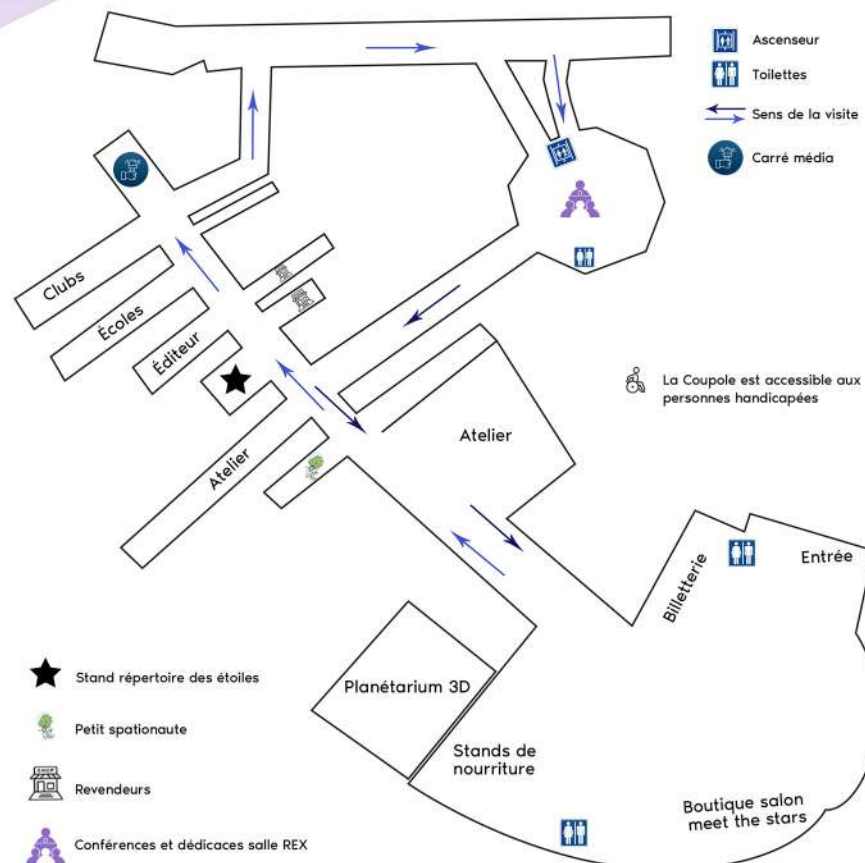 Ascenseur
Toilettes
Sens de la visite
Carré média
Clubs
Écoles
Éditeur
Atelier
La Coupole est accessible aux
personnes handicapées
Atelier
Billetterie
Entrée
Planétarium 3D
Stands de
nourriture
Boutique salon
meet the stars
Stand répertoire des étoiles
Petit spationaute
SHOP
Revendeurs
Conférences et dédicaces salle REX